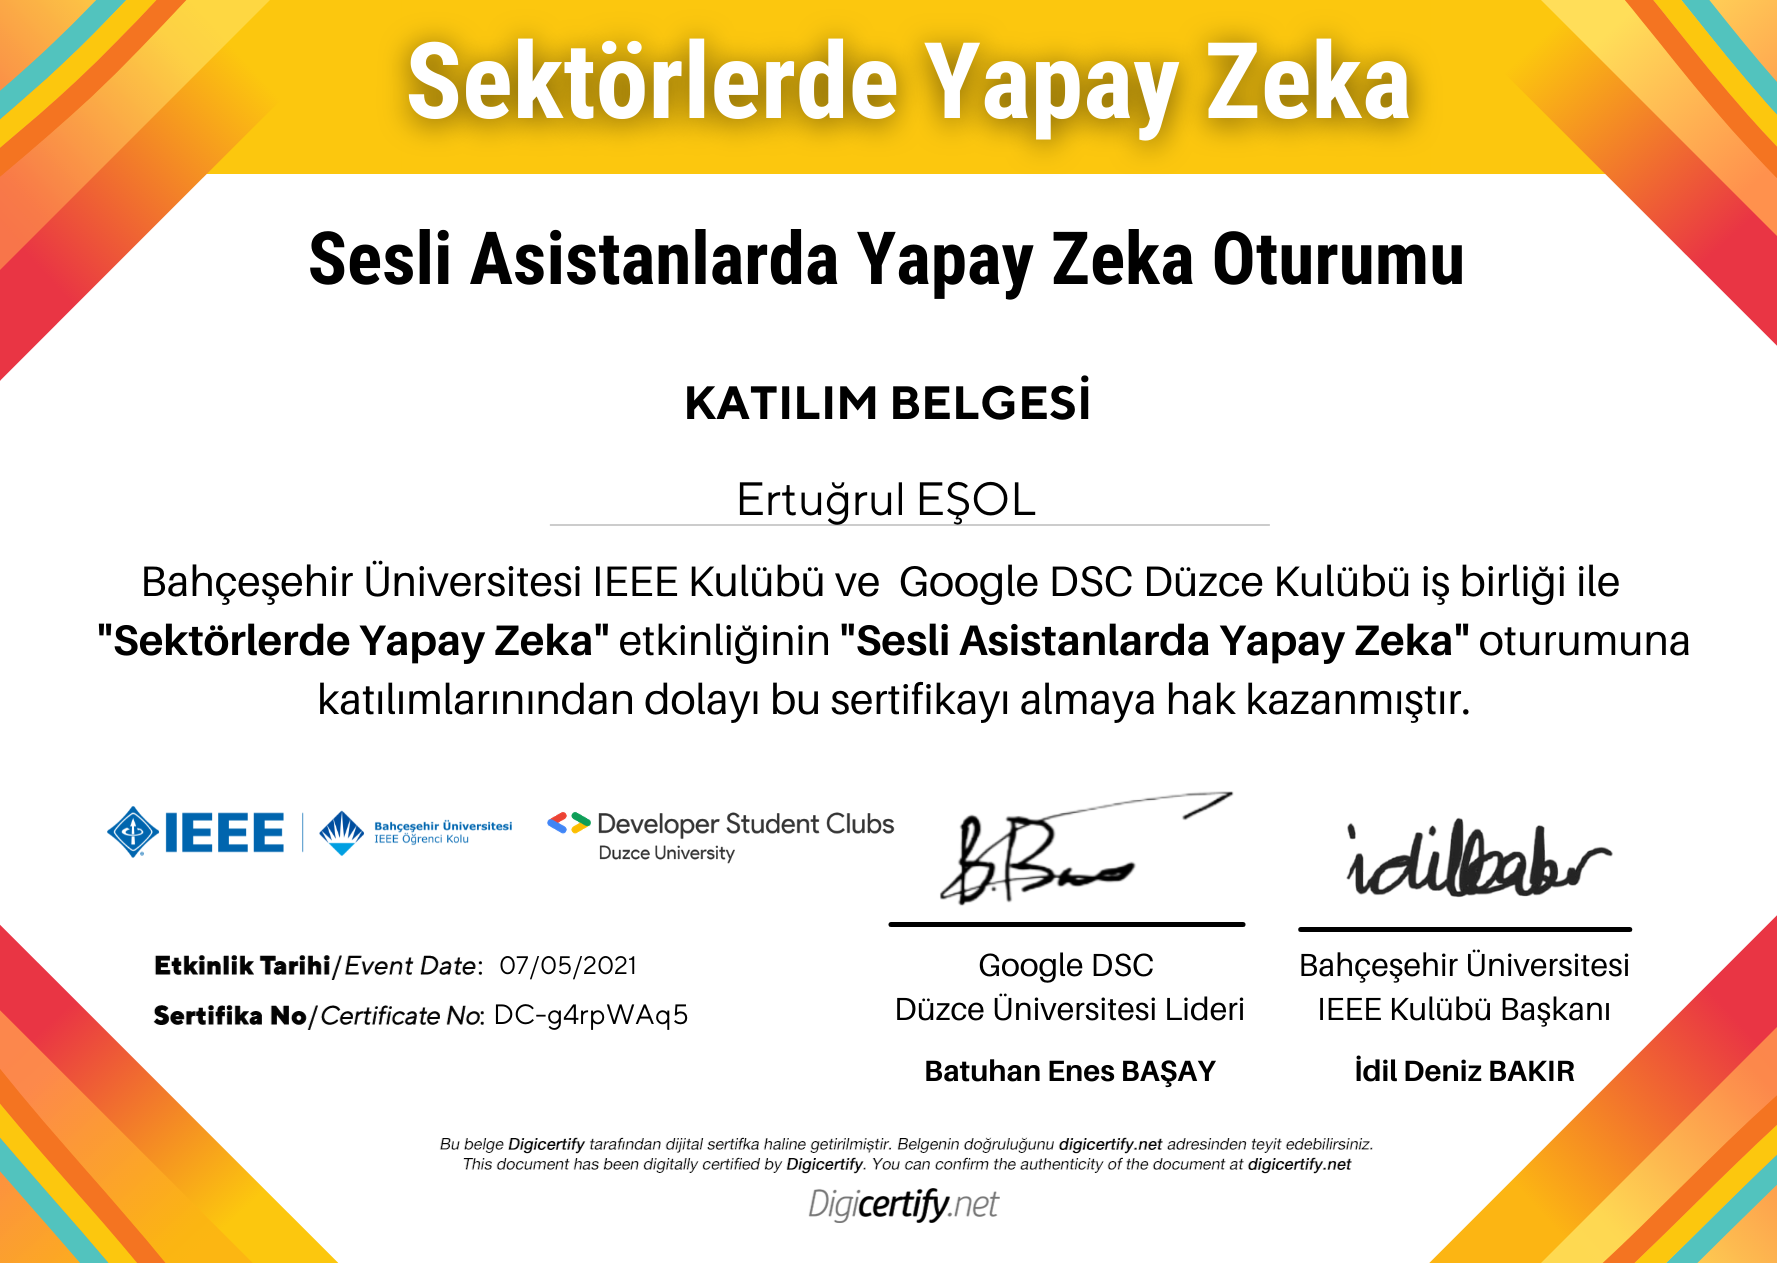 Sektörlerde Yapay Zeka
Sesli Asistanlarda Yapay Zeka Oturumu
KATILIM BELGESİ
Ertuğrul EŞOL
Bahçeşehir Üniversitesi IEEE Kulübü ve Google DSC Düzce Kulübü iş birliği ile
"Sektörlerde Yapay Zeka" etkinliğinin "Sesli Asistanlarda Yapay Zeka" oturumuna
katılımlarınından dolayı bu sertifikayı almaya hak kazanmıştır.
IEEE
Bahçeşehir Üniversitesi
IEEE Öğrenci Kolu
Developer Student Clubs
Duzce University
B.B
idilbakır
Etkinlik Tarihi/Event Date: 07/05/2021
Sertifika No/Certificate No: DC-g4rpWAq5
Google DSC
Düzce Üniversitesi Lideri
Batuhan Enes BAŞAY
Bahçeşehir Üniversitesi
IEEE Kulübü Başkanı
İdil Deniz BAKIR
Bu belge Digicertify tarafından dijital sertifka haline getirilmiştir. Belgenin doğruluğunu digicertify.net adresinden teyit edebilirsiniz.
This document has been digitally certified by Digicertify. You can confirm the authenticity of the document at digicertify.net
Digicertify.net